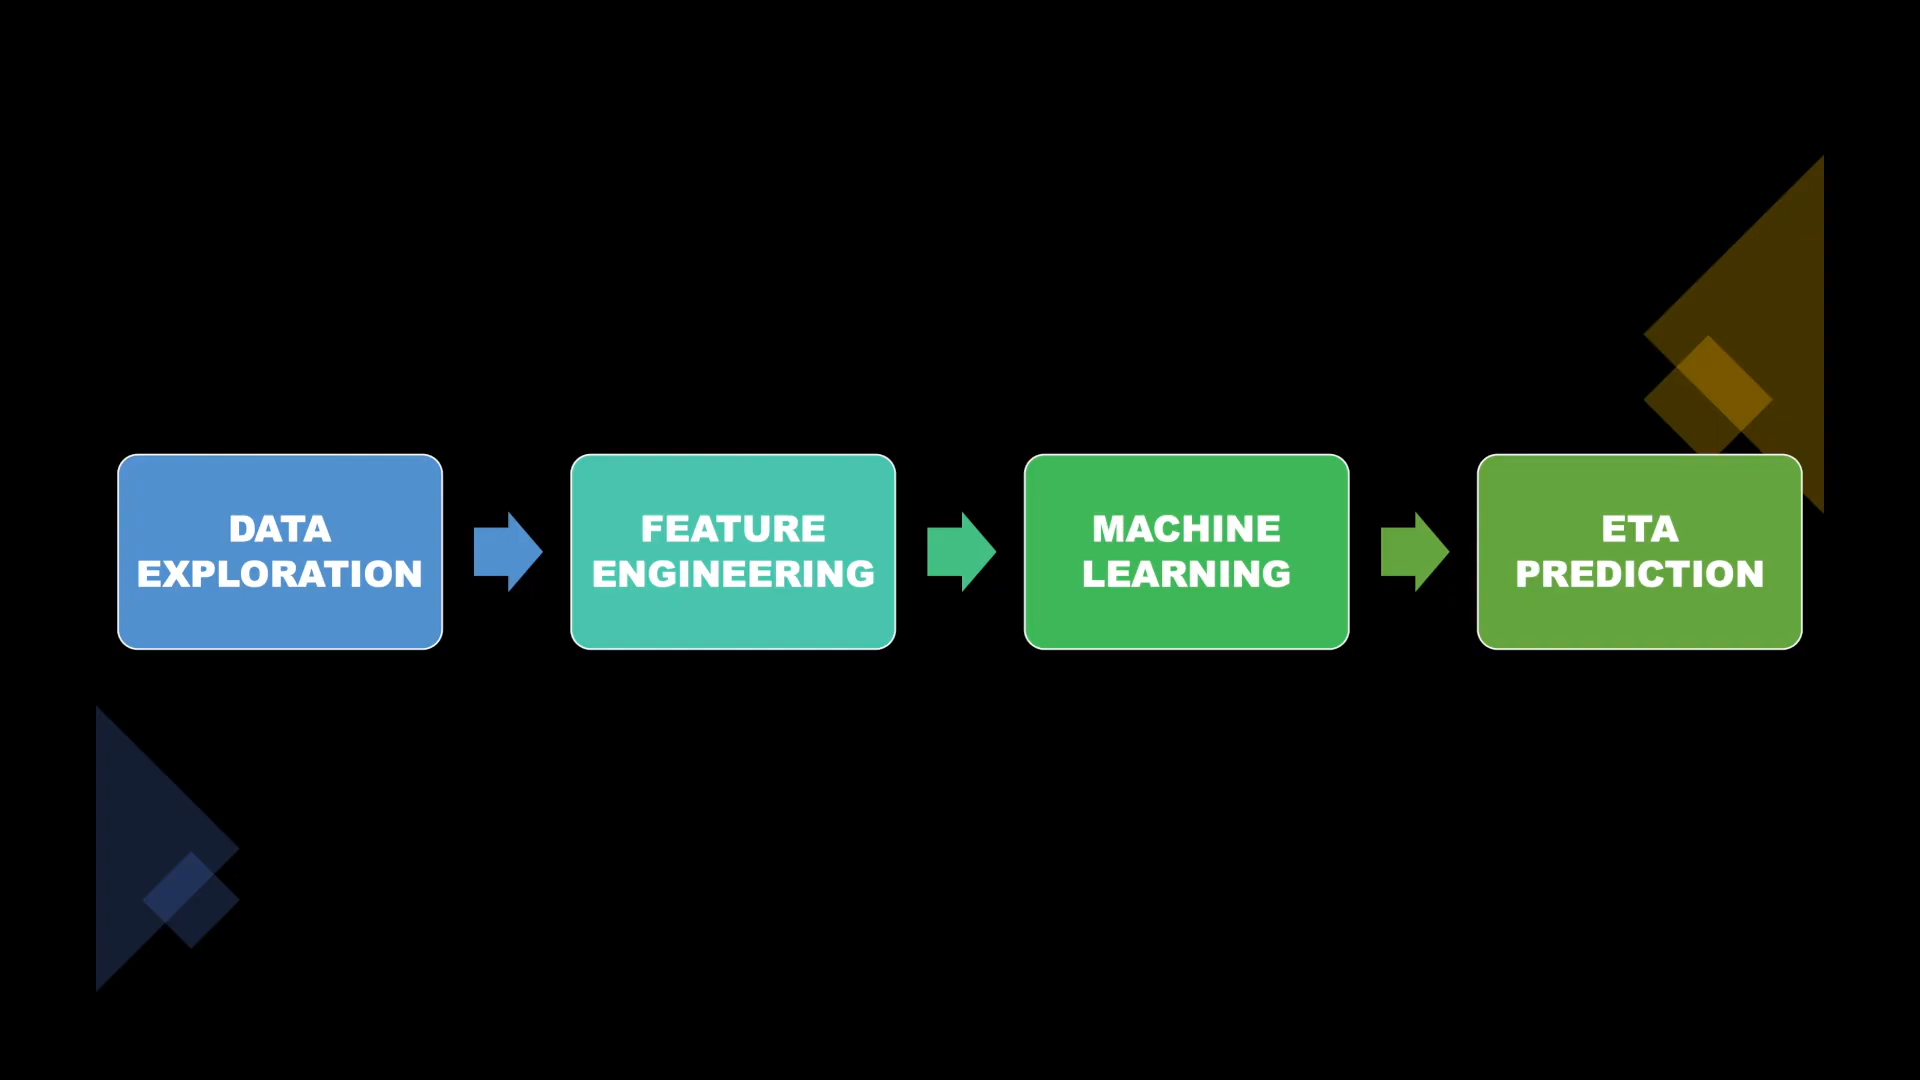 DATA
EXPLORATION
FEATURE
ENGINEERING
MACHINE
LEARNING
ETA
PREDICTION